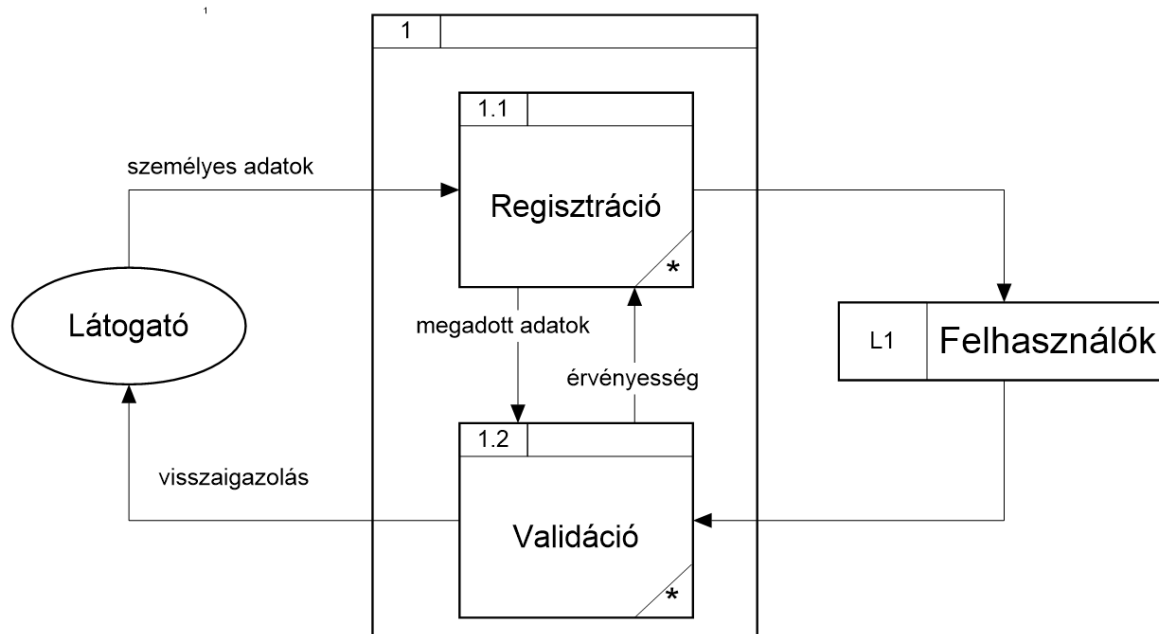 1
1
1.1
személyes adatok
Regisztráció
*
Látogató
megadott adatok
L1
Felhasználók
érvényesség
1.2
visszaigazolás
Validáció
*